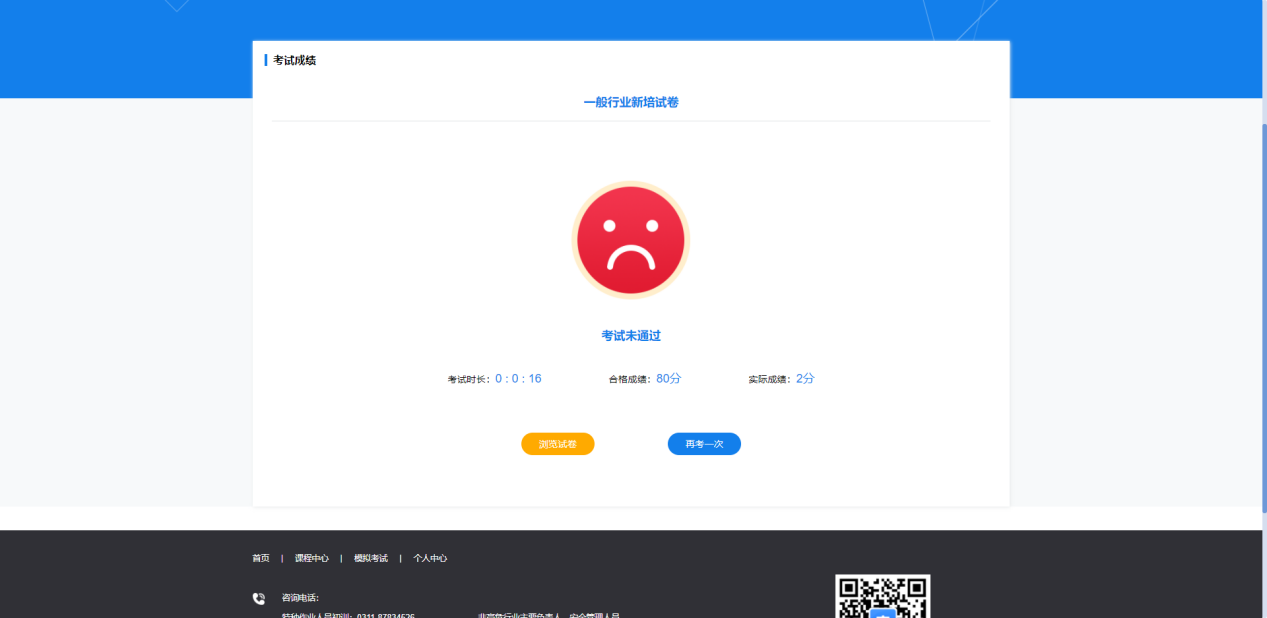 考试成绩
一般行业新培试卷
考试未通过
考试时长：0 : 0 : 16 合格成绩：80分 实际成绩：2分
浏览试卷 再考一次
首页 | 课程中心 | 模拟考试 | 个人中心
咨询电话：